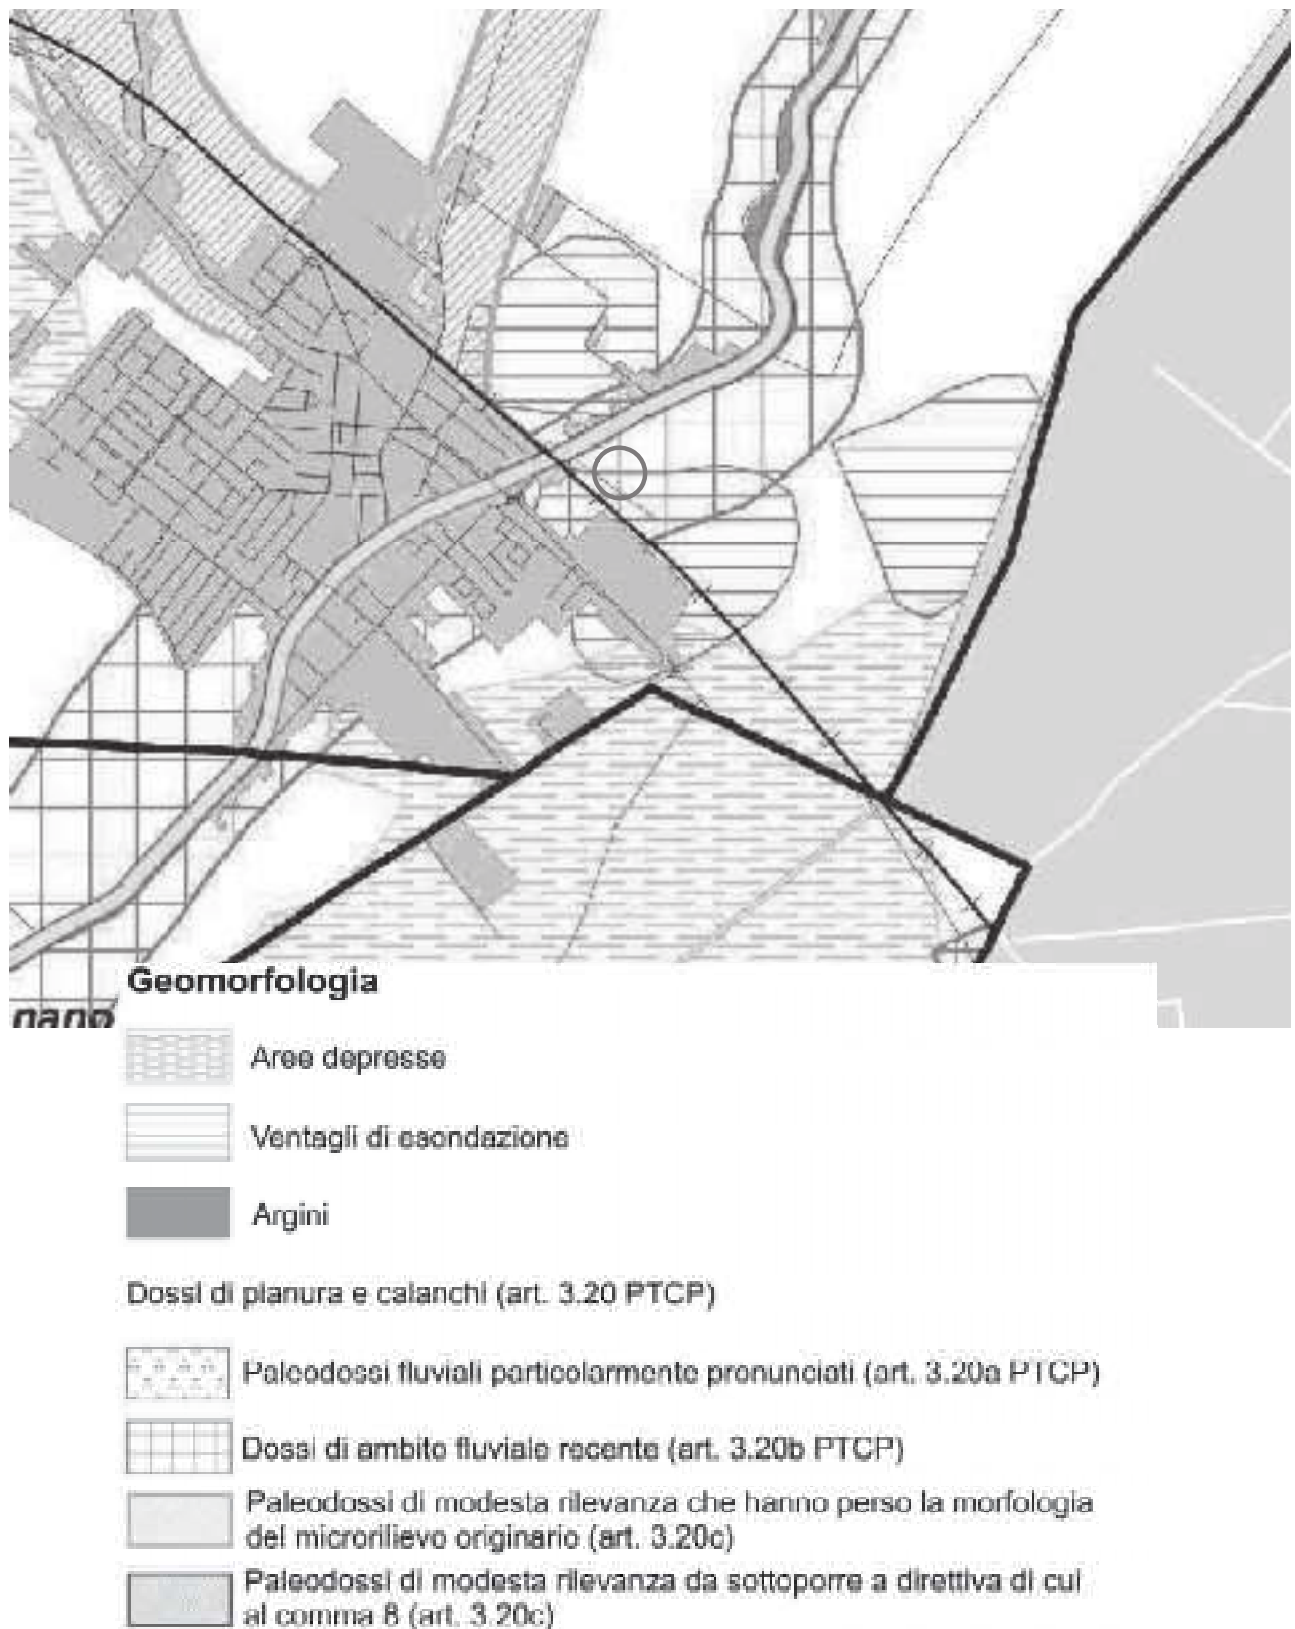 Geomorfologia
Aree depresse
Ventagli di esondazione
Argini
Dossi di pianura e calanchi (art. 3.20 PTCP)
Paleodossi fluviali particolarmente pronunciati (art. 3.20a PTCP)
Dossi di ambito fluviale recente (art. 3.20b PTCP)
Paleodossi di modesta rilevanza che hanno perso la morfologia
del microrilievo originario (art. 3.20c)
Paleodossi di modesta rilevanza da sottoporre a direttiva di cui
al comma 8 (art. 3.20c)